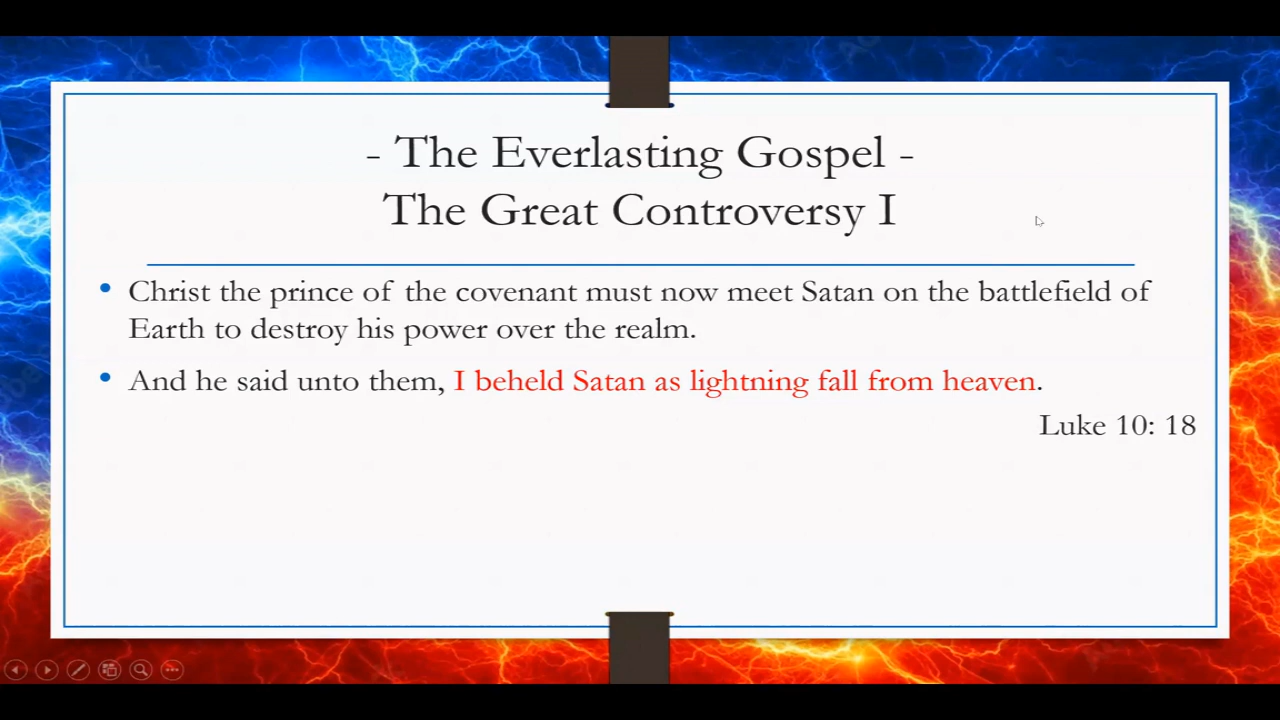 - The Everlasting Gospel -
The Great Controversy I
• Christ the prince of the covenant must now meet Satan on the battlefield of
Earth to destroy his power over the realm.
• And he said unto them, I beheld Satan as lightning fall from heaven.
Luke 10: 18